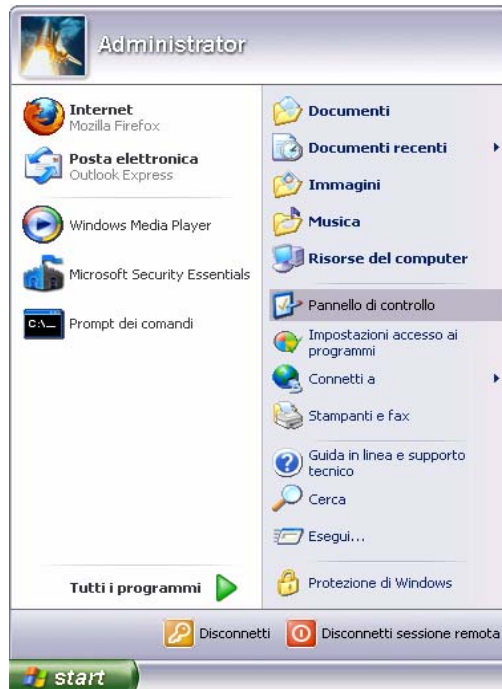 Administrator
Internet
Mozilla Firefox
Posta elettronica
Outlook Express
Windows Media Player
Microsoft Security Essentials
C:\_
Prompt dei comandi
Tutti i programmi
Documenti
Documenti recenti
Immagini
Musica
Risorse del computer
Pannello di controllo
Impostazioni accesso ai
programmi
Connetti a
Stampanti e fax
Guida in linea e supporto
tecnico
Cerca
Esegui...
Protezione di Windows
Disconnetti
Disconnetti sessione remota
start